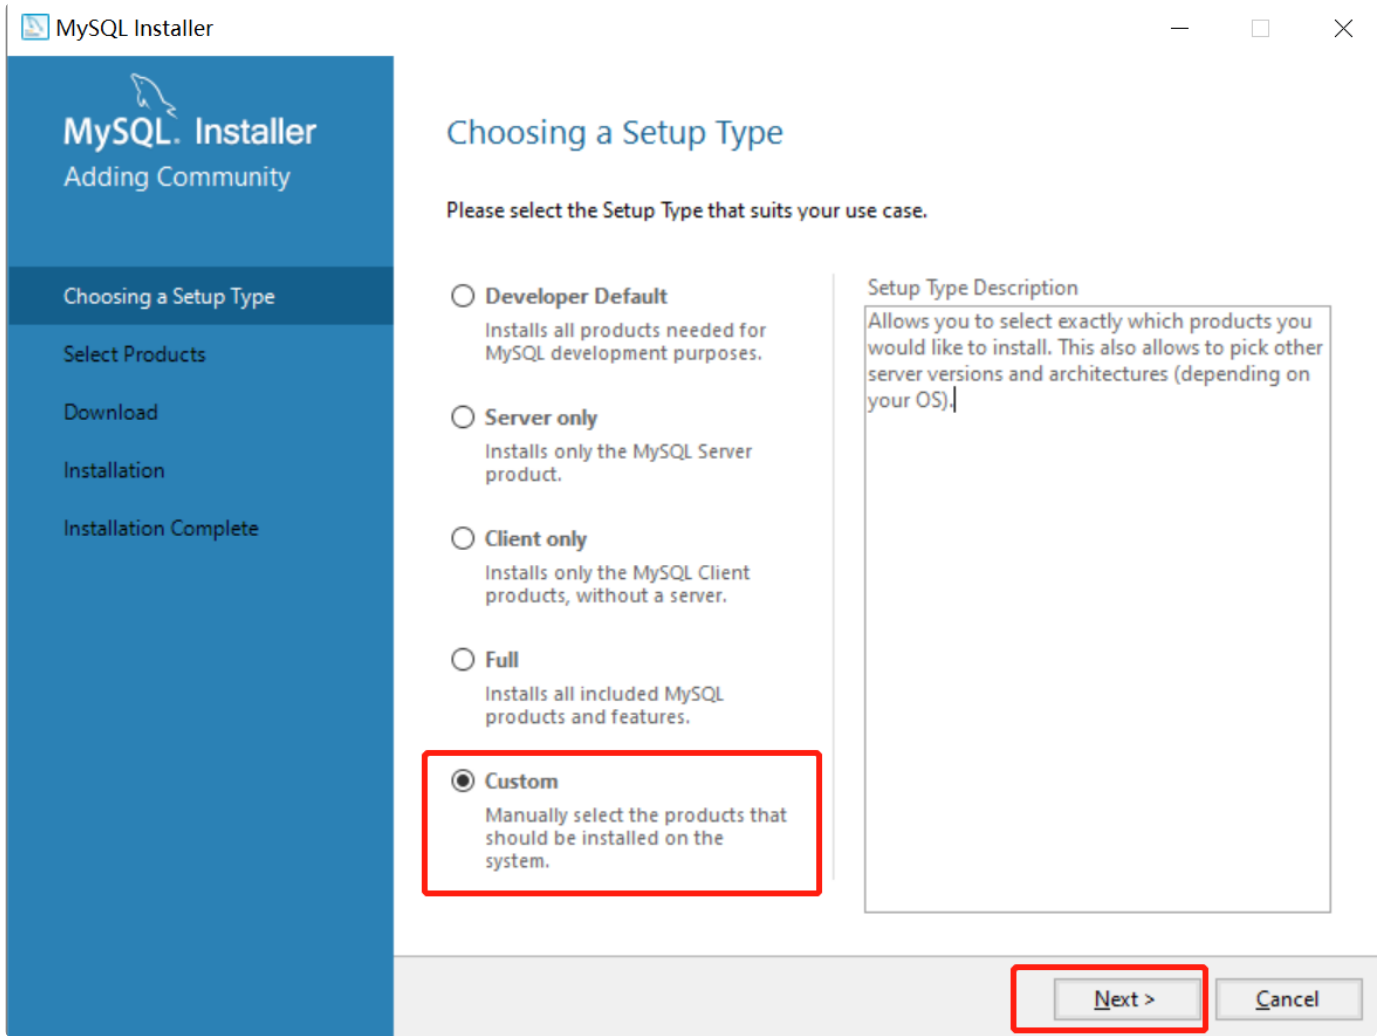 MySQL Installer
MySQL. Installer
Adding Community
Choosing a Setup Type
Select Products
Download
Installation
Installation Complete
Choosing a Setup Type
Please select the Setup Type that suits your use case.
Developer Default
Installs all products needed for
MySQL development purposes.
Server only
Installs only the MySQL Server
product.
Client only
Installs only the MySQL Client
products, without a server.
Full
Installs all included MySQL
products and features.
Custom
Manually select the products that
should be installed on the
system.
Setup Type Description
Allows you to select exactly which products you
would like to install. This also allows to pick other
server versions and architectures (depending on
your OS).
Next >
Cancel